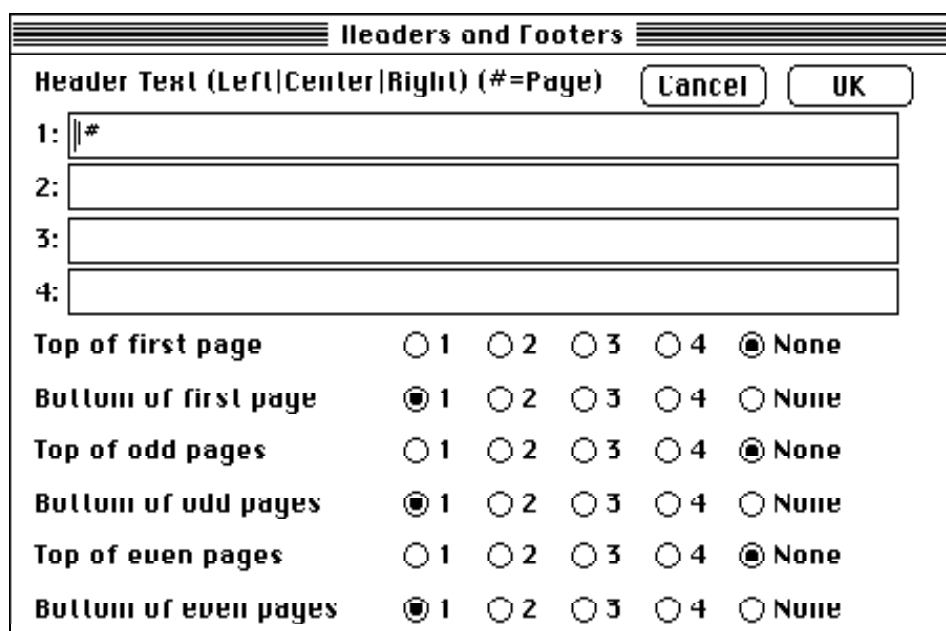 Headers and Footers
Header Text (Left|Center|Right) (#=Page) Cancel OK
1: |#
2:
3:
4:
Top of first page 1 2 3 4 None
Bottom of first page 1 2 3 4 None
Top of odd pages 1 2 3 4 None
Bottom of odd pages 1 2 3 4 None
Top of even pages 1 2 3 4 None
Bottom of even pages 1 2 3 4 None